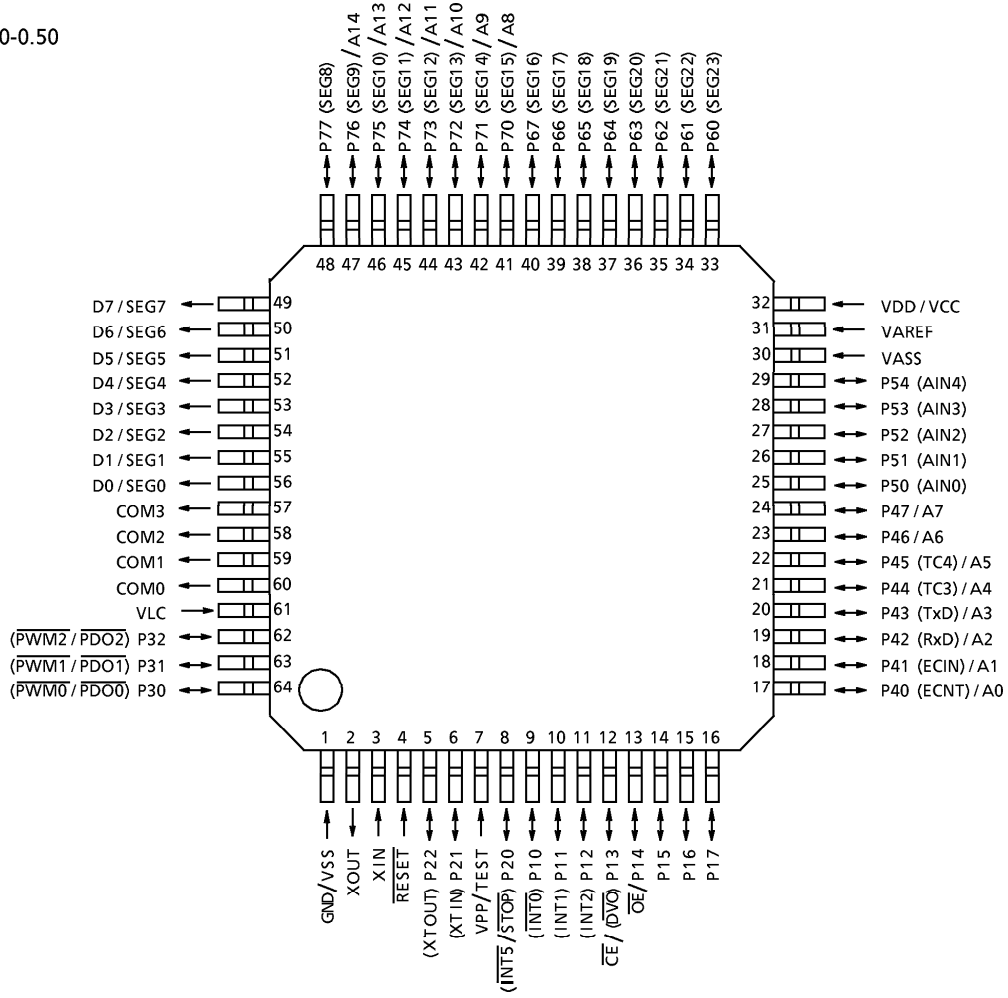 0-0.50
P77 (SEG8)
P76 (SEG9) / A14
P75 (SEG10) / A13
P74 (SEG11) / A12
P73 (SEG12) / A11
P72 (SEG13) / A10
P71 (SEG14) / A9
P70 (SEG15) / A8
P67 (SEG16)
P66 (SEG17)
P65 (SEG18)
P64 (SEG19)
P63 (SEG20)
P62 (SEG21)
P61 (SEG22)
P60 (SEG23)
48 47 46 45 44 43 42 41 40 39 38 37 36 35 34 33
D7 / SEG7 49
D6 / SEG6 50
D5 / SEG5 51
D4 / SEG4 52
D3 / SEG3 53
D2 / SEG2 54
D1 / SEG1 55
D0 / SEG0 56
COM3 57
COM2 58
COM1 59
COM0 60
VLC 61
(PWM2 / PDO2) P32 62
(PWM1 / PDO1) P31 63
(PWM0 / PDO0) P30 64
32 VDD / VCC
31 VAREF
30 VASS
29 P54 (AIN4)
28 P53 (AIN3)
27 P52 (AIN2)
26 P51 (AIN1)
25 P50 (AIN0)
24 P47 / A7
23 P46 / A6
22 P45 (TC4) / A5
21 P44 (TC3) / A4
20 P43 (TxD) / A3
19 P42 (RxD) / A2
18 P41 (ECIN) / A1
17 P40 (ECNT) / A0
1 2 3 4 5 6 7 8 9 10 11 12 13 14 15 16
GND/VSS
XOUT
XIN
RESET
(XTOUT) P22
(XTIN) P21
VPP/TEST
(INT5 / STOP) P20
(INT0) P10
(INT1) P11
(INT2) P12
CE / (DVO) P13
OE/ P14
P15
P16
P17